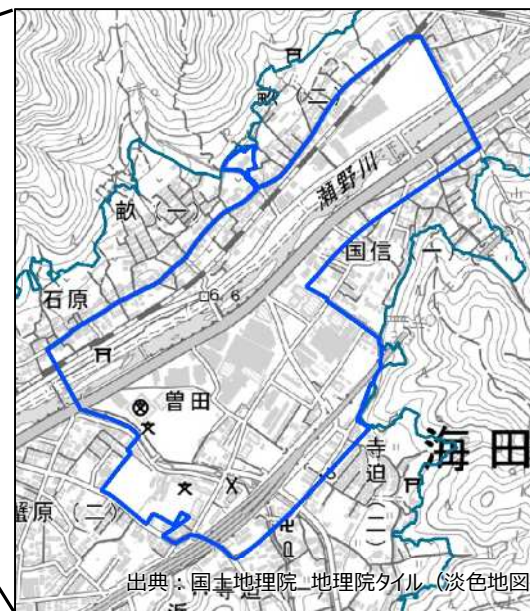 畝（二）
瀬野川
畝（一）
国信一
石原
6.6
曽田
海田
寺迫（二）
蟹原（二）
出典：国土地理院 地理院タイル（淡色地図